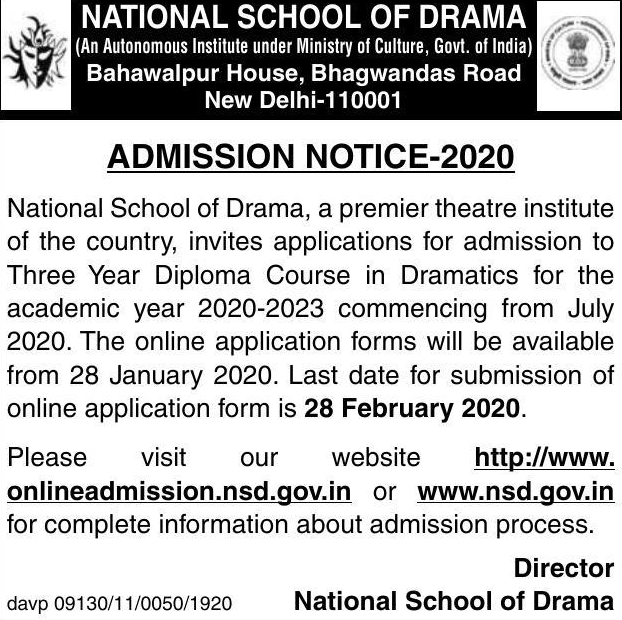 NATIONAL SCHOOL OF DRAMA
(An Autonomous Institute under Ministry of Culture, Govt. of India)
Bahawalpur House, Bhagwandas Road
New Delhi-110001
ADMISSION NOTICE-2020
National School of Drama, a premier theatre institute
of the country, invites applications for admission to
Three Year Diploma Course in Dramatics for the
academic year 2020-2023 commencing from July
2020. The online application forms will be available
from 28 January 2020. Last date for submission of
online application form is 28 February 2020.
Please visit our website http://www.
onlineadmission.nsd.gov.in or www.nsd.gov.in
for complete information about admission process.
Director
davp 09130/11/0050/1920 National School of Drama